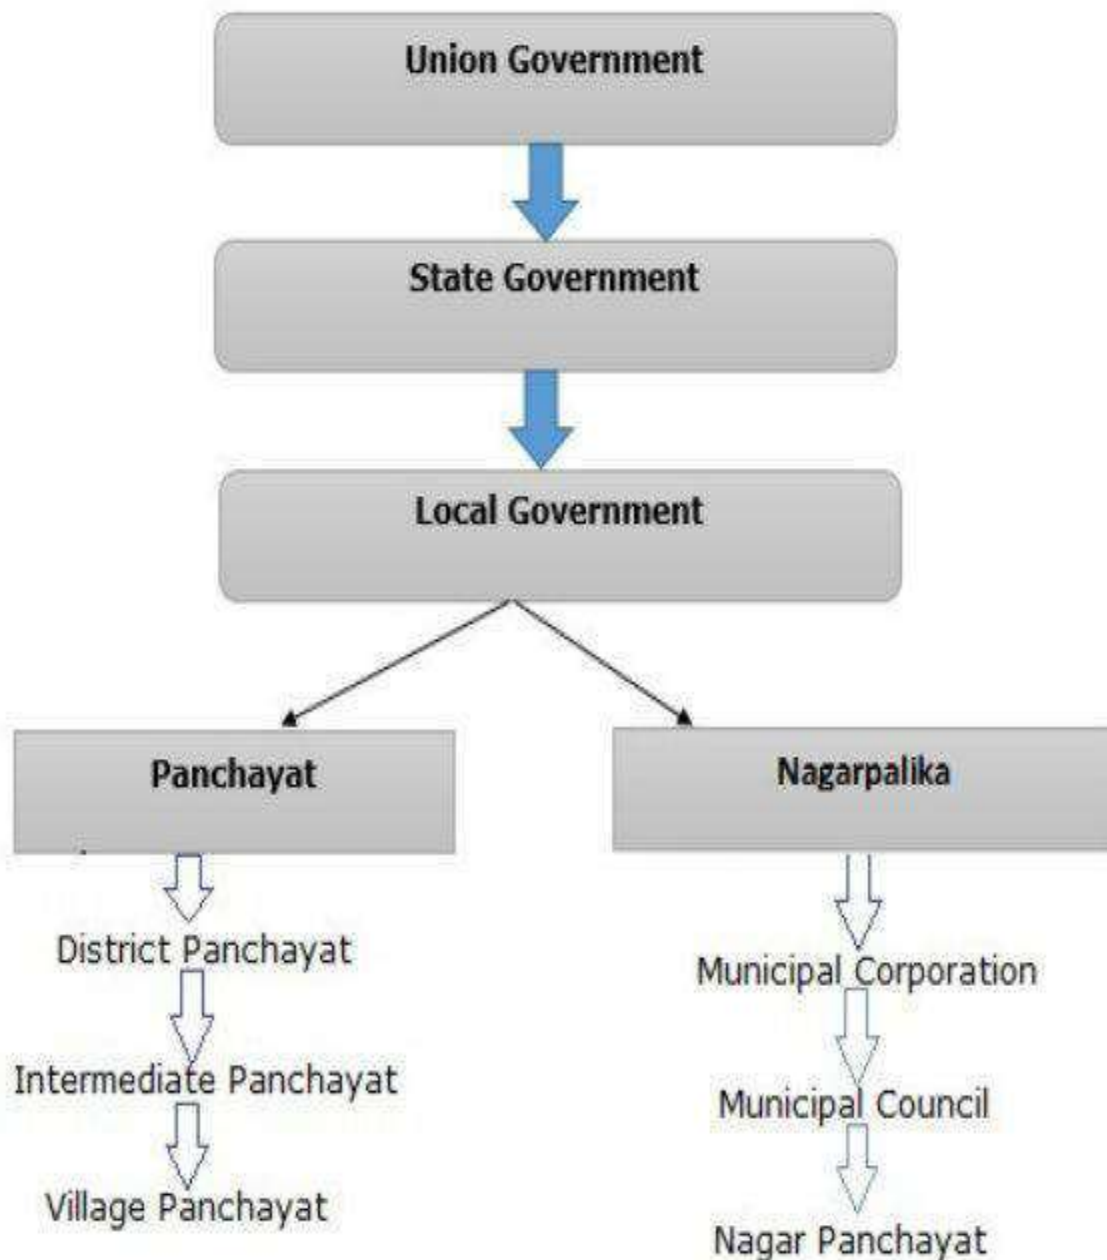 Union Government
State Government
Local Government
Panchayat
Nagarpalika
District Panchayat
Municipal Corporation
Intermediate Panchayat
Municipal Council
Village Panchayat
Nagar Panchayat